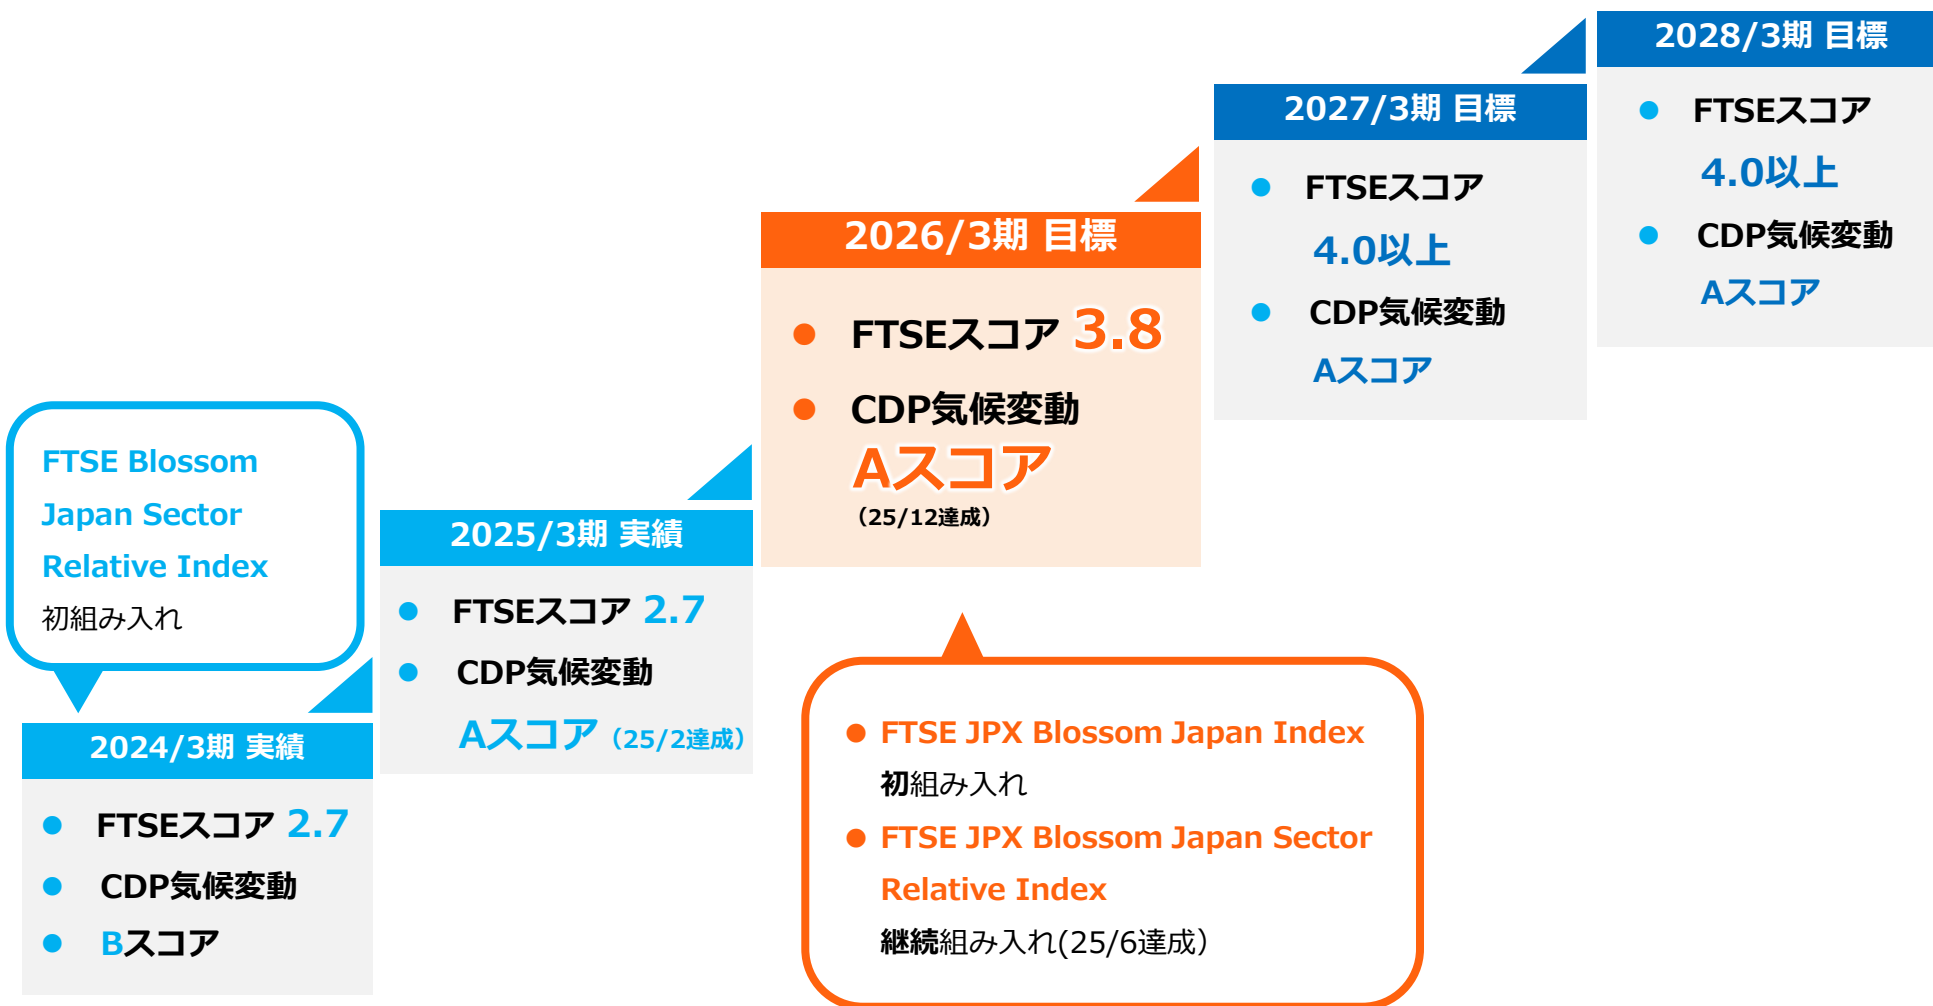 FTSE Blossom
Japan Sector
Relative Index
初組み入れ
2024/3期 実績
FTSEスコア 2.7
CDP気候変動
Bスコア
2025/3期 実績
FTSEスコア 2.7
CDP気候変動
Aスコア（25/2達成）
2026/3期 目標
FTSEスコア 3.8
CDP気候変動
Aスコア
（25/12達成）
FTSE JPX Blossom Japan Index
初組み入れ
FTSE JPX Blossom Japan Sector
Relative Index
継続組み入れ(25/6達成）
2027/3期 目標
FTSEスコア
4.0以上
CDP気候変動
Aスコア
2028/3期 目標
FTSEスコア
4.0以上
CDP気候変動
Aスコア